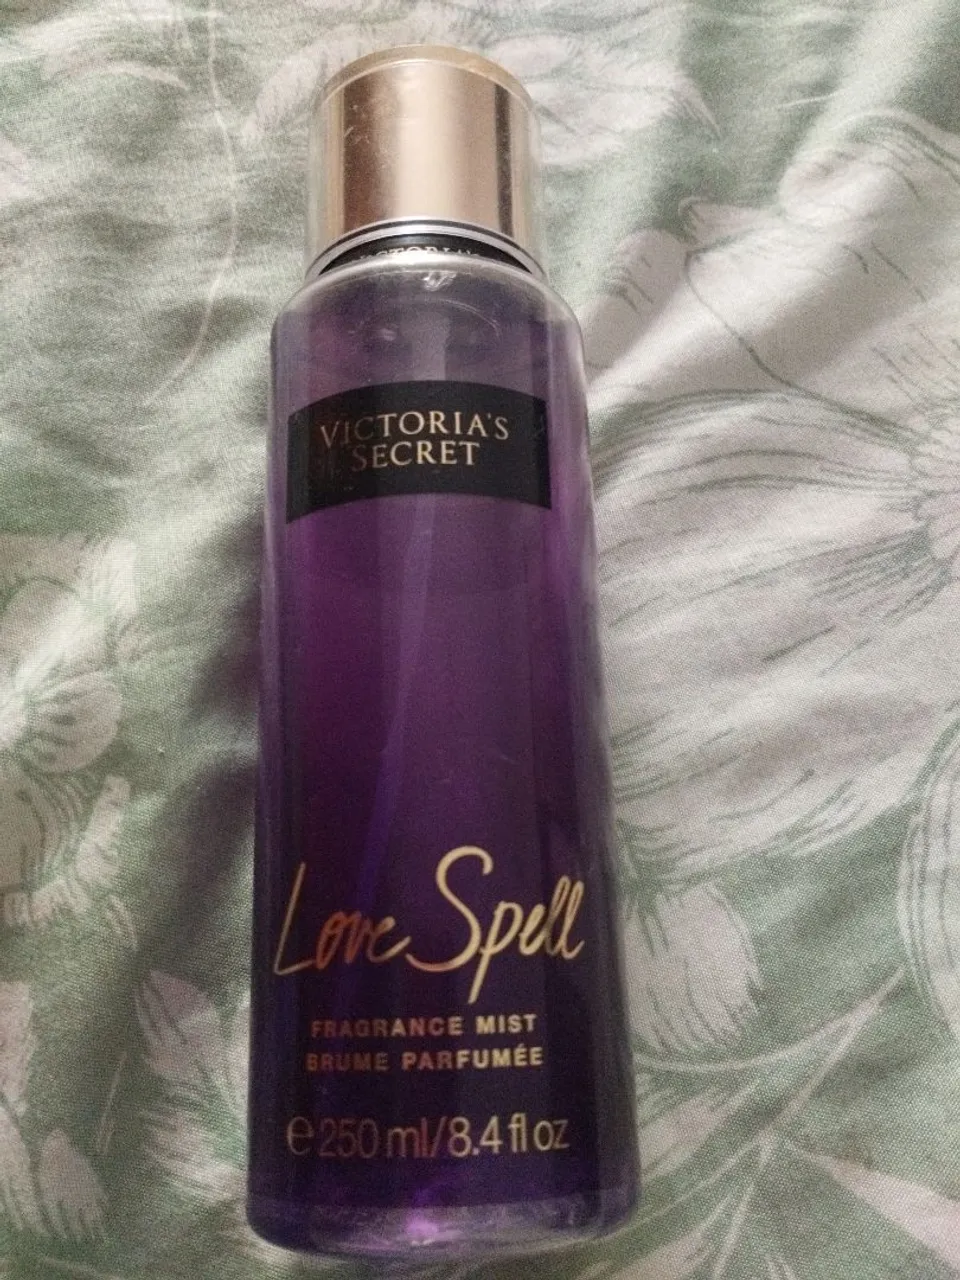 VICTORIA'S
SECRET
Love Spell
FRAGRANCE MIST
BRUME PARFUMÉE
℮250 ml/8.4 fl oz